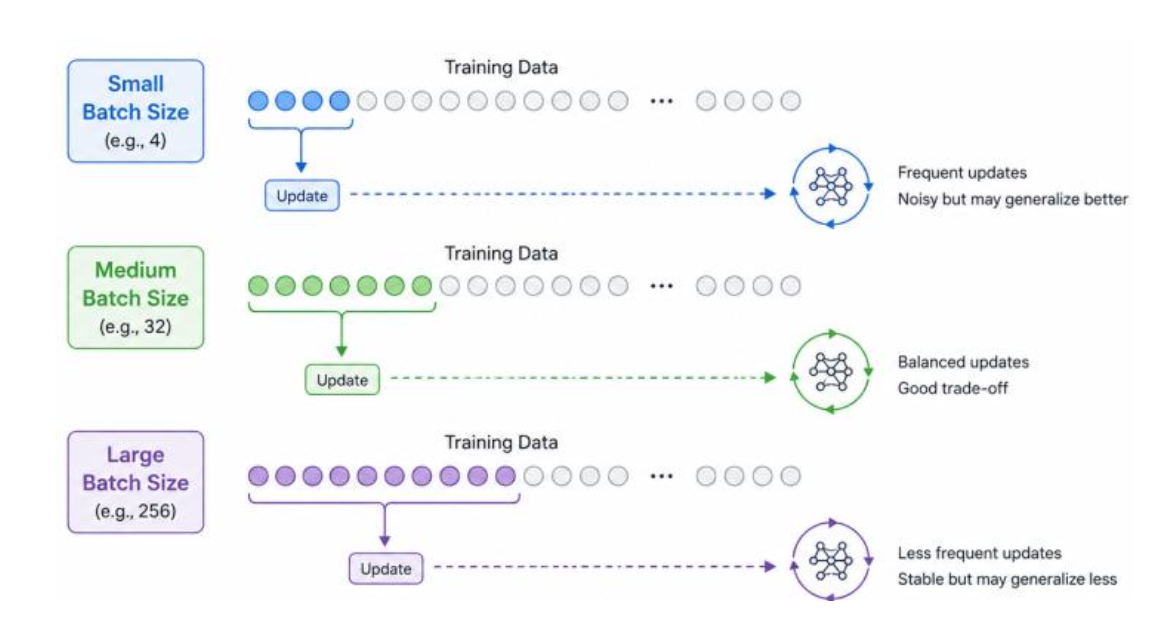 Small
Batch Size
(e.g., 4)
Training Data
...
Update
Frequent updates
Noisy but may generalize better
Medium
Batch Size
(e.g., 32)
Training Data
...
Update
Balanced updates
Good trade-off
Large
Batch Size
(e.g., 256)
Training Data
...
Update
Less frequent updates
Stable but may generalize less